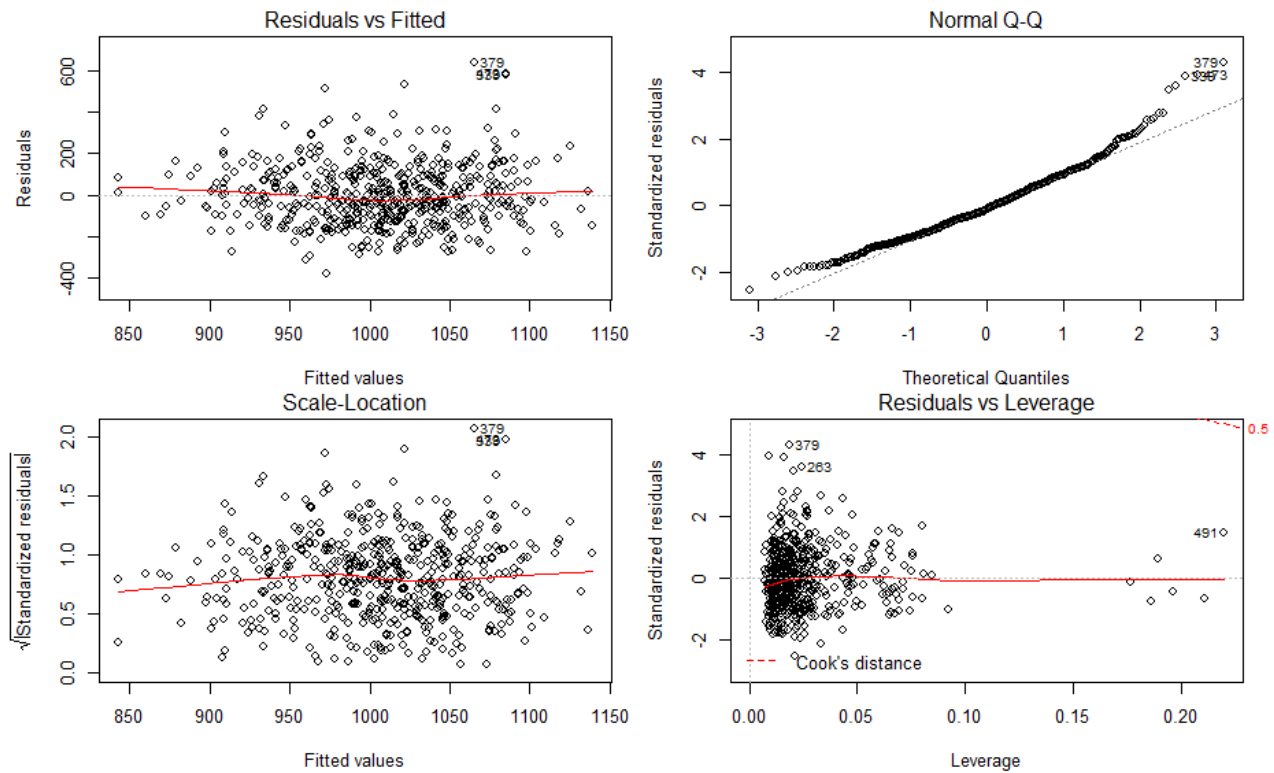 Residuals vs Fitted
Residuals
600
200
0
-400
379
850 900 950 1000 1050 1100 1150
Fitted values
Normal Q-Q
Standardized residuals
4
2
0
-2
379
473
-3 -2 -1 0 1 2 3
Theoretical Quantiles
Scale-Location
√|Standardized residuals|
2.0
1.5
1.0
0.5
0.0
379
850 900 950 1000 1050 1100 1150
Fitted values
Residuals vs Leverage
Standardized residuals
4
2
0
-2
379
263
491
0.5
Cook's distance
0.00 0.05 0.10 0.15 0.20
Leverage